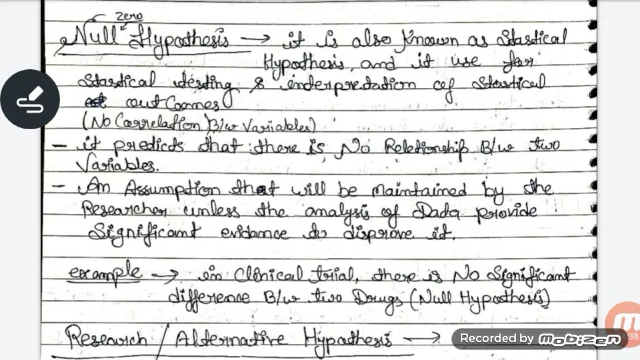 zero
Null Hypothesis → it is also known as Stastical
Hypothesis, and it use for
Stastical testing & interpretation of Stastical
outcomes
(No Correlation B/w Variables)
- it predicts that there is No Relationship B/w two
Variables.
- An Assumption that will be maintained by the
Researcher unless the analysis of Data provide
Significant evidence to disprove it.
example → in Clinical trial, there is No Significant
difference B/w two Drugs (Null Hypothesis)
Research / Alternative Hypothesis →
Recorded by MOBIZEN